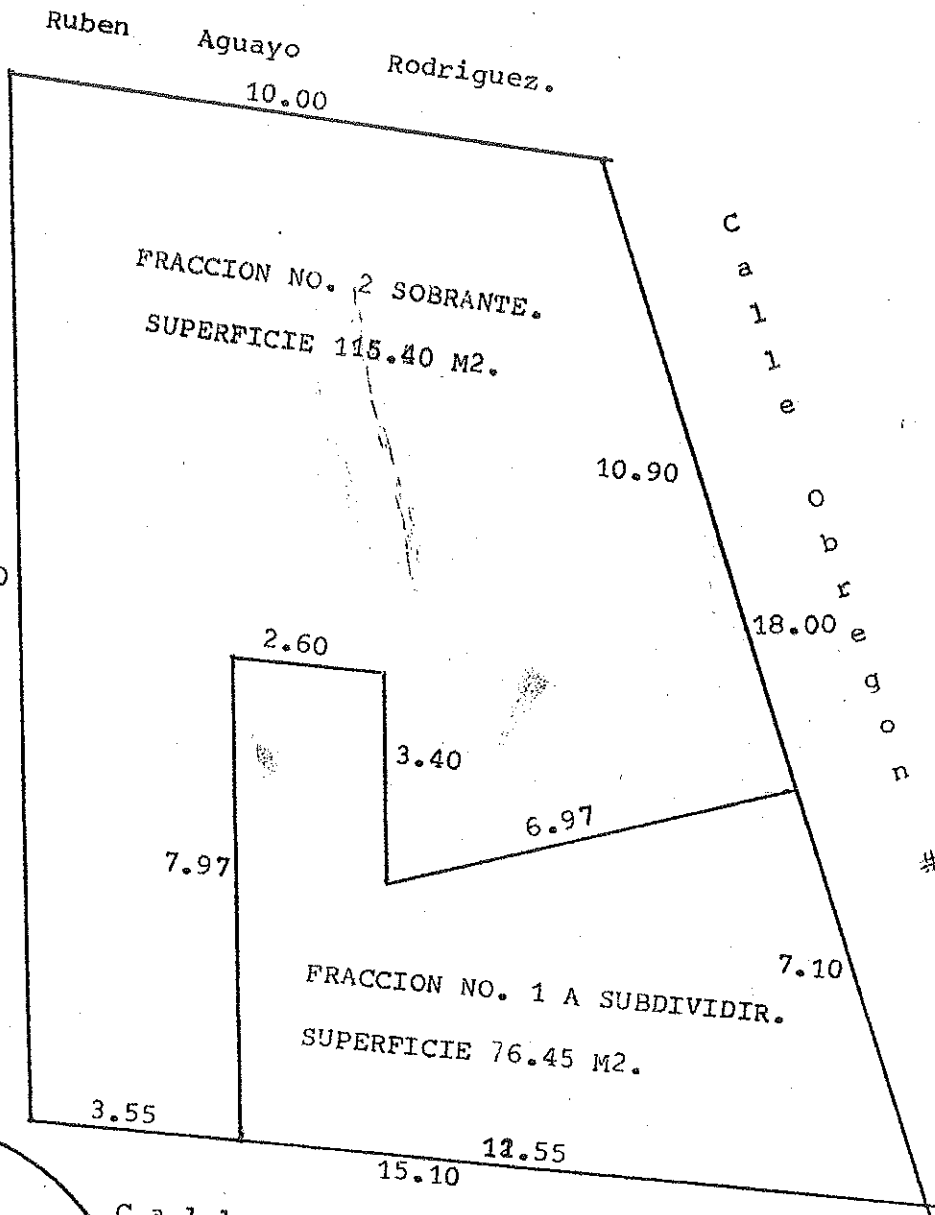 Ruben Aguayo Rodriguez.
10.00
FRACCION NO. 2 SOBRANTE.
SUPERFICIE 115.40 M2.
Calle Obregon #
10.90
18.00
2.60
3.40
6.97
7.97
7.10
FRACCION NO. 1 A SUBDIVIDIR.
SUPERFICIE 76.45 M2.
3.55
.55
15.10